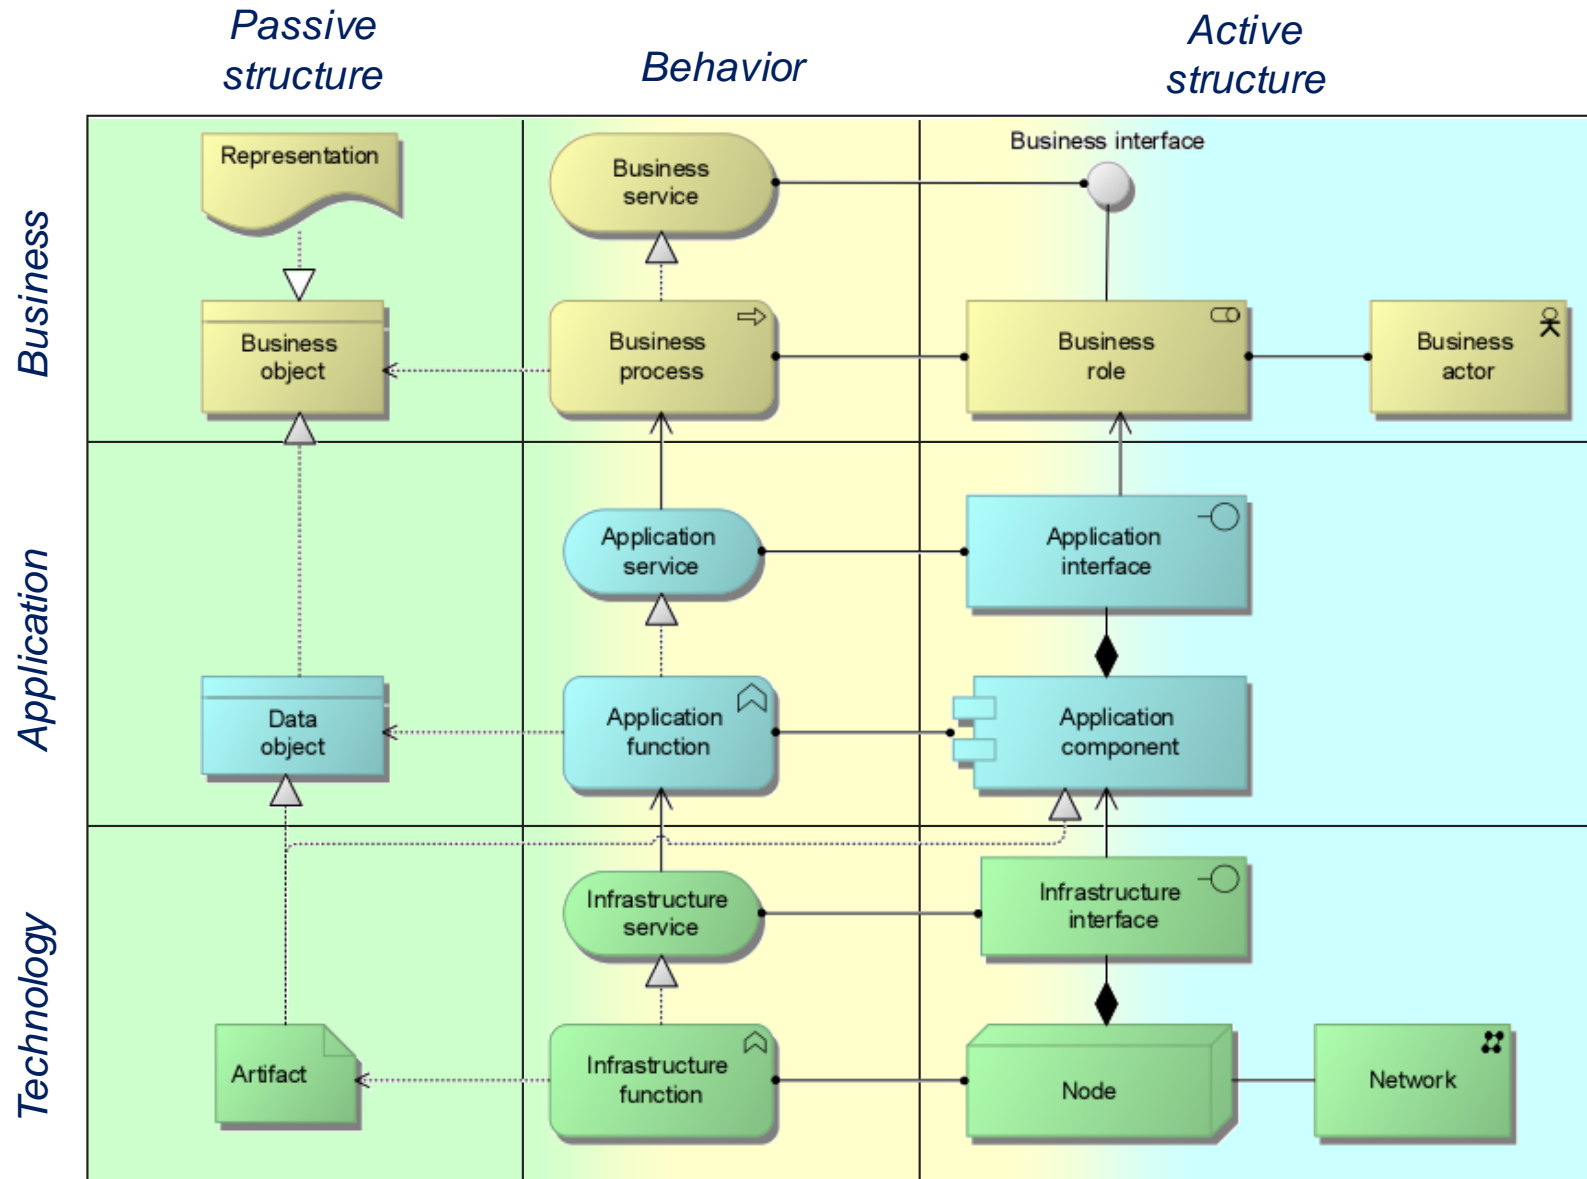 Passive
structure
Behavior
Active
structure
Business
Representation
Business
service
Business interface
Business
object
Business
process
Business
role
Business
actor
Application
Application
service
Application
interface
Data
object
Application
function
Application
component
Technology
Infrastructure
service
Infrastructure
interface
Artifact
Infrastructure
function
Node
Network